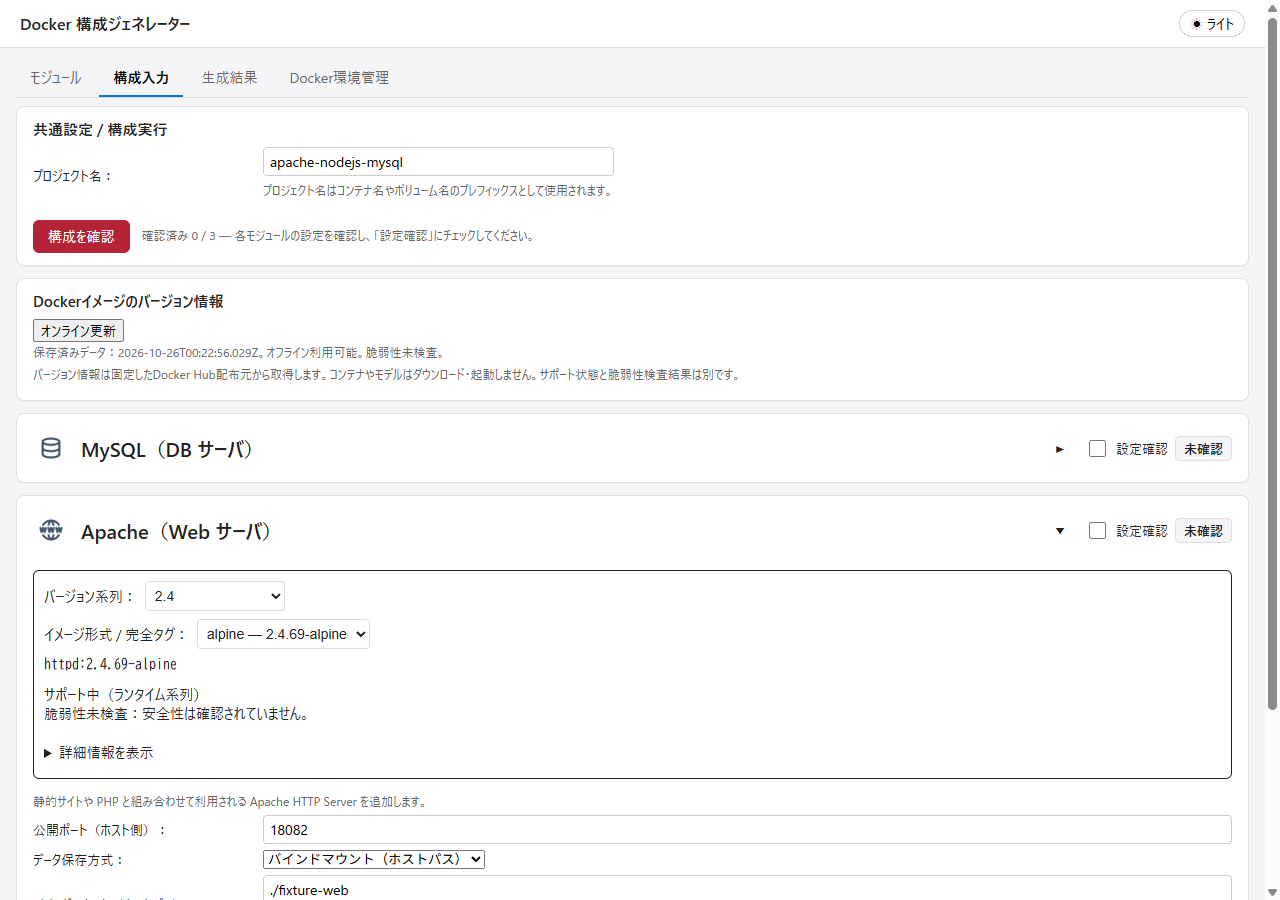 Docker 構成ジェネレーター
ライト
モジュール 構成入力 生成結果 Docker環境管理
共通設定 / 構成実行
プロジェクト名： apache-nodejs-mysql
プロジェクト名はコンテナ名やボリューム名のプレフィックスとして使用されます。
構成を確認 確認済み 0 / 3 — 各モジュールの設定を確認し、「設定確認」にチェックしてください。
Dockerイメージのバージョン情報
オンライン更新
保存済みデータ：2026-10-26T00:22:56.029Z。オフライン利用可能。脆弱性未検査。
バージョン情報は固定したDocker Hub配布元から取得します。コンテナやモデルはダウンロード・起動しません。サポート状態と脆弱性検査結果は別です。
MySQL（DB サーバ） ► 設定確認 未確認
Apache（Web サーバ） ▼ 設定確認 未確認
バージョン系列： 2.4
イメージ形式 / 完全タグ： alpine — 2.4.69-alpine
httpd:2.4.69-alpine
サポート中（ランタイム系列）
脆弱性未検査：安全性は確認されていません。
▶ 詳細情報を表示
静的サイトや PHP と組み合わせて利用される Apache HTTP Server を追加します。
公開ポート（ホスト側）： 18082
データ保存方式： バインドマウント（ホストパス）
./fixture-web